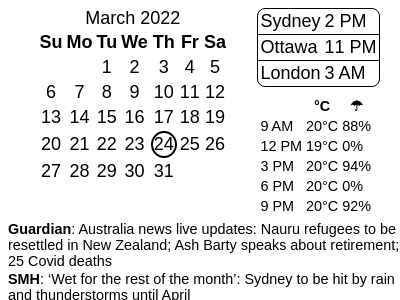 March 2022
Su Mo Tu We Th Fr Sa
1 2 3 4 5
6 7 8 9 10 11 12
13 14 15 16 17 18 19
20 21 22 23 24 25 26
27 28 29 30 31
Sydney 2 PM
Ottawa 11 PM
London 3 AM
°C ☂
9 AM 20°C 88%
12 PM 19°C 0%
3 PM 20°C 94%
6 PM 20°C 0%
9 PM 20°C 92%
Guardian: Australia news live updates: Nauru refugees to be
resettled in New Zealand; Ash Barty speaks about retirement;
25 Covid deaths
SMH: ‘Wet for the rest of the month’: Sydney to be hit by rain
and thunderstorms until April